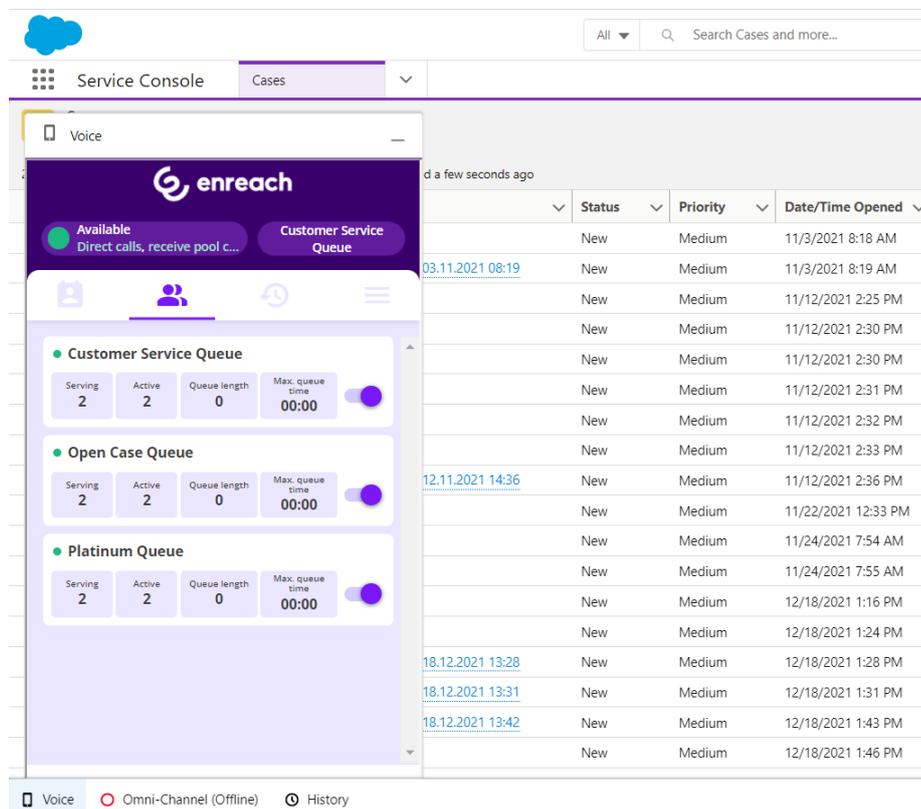 All
Search Cases and more...
Service Console
Cases
Voice
enreach
Available
Direct calls, receive pool c...
Customer Service
Queue
Customer Service Queue
Serving
2
Active
2
Queue length
0
Max. queue
time
00:00
Open Case Queue
Serving
2
Active
2
Queue length
0
Max. queue
time
00:00
Platinum Queue
Serving
2
Active
2
Queue length
0
Max. queue
time
00:00
d a few seconds ago
Status Priority Date/Time Opened
New Medium 11/3/2021 8:18 AM
03.11.2021 08:19 New Medium 11/3/2021 8:19 AM
New Medium 11/12/2021 2:25 PM
New Medium 11/12/2021 2:30 PM
New Medium 11/12/2021 2:30 PM
New Medium 11/12/2021 2:31 PM
New Medium 11/12/2021 2:32 PM
New Medium 11/12/2021 2:33 PM
12.11.2021 14:36 New Medium 11/12/2021 2:36 PM
New Medium 11/22/2021 12:33 PM
New Medium 11/24/2021 7:54 AM
New Medium 11/24/2021 7:55 AM
New Medium 12/18/2021 1:16 PM
New Medium 12/18/2021 1:24 PM
18.12.2021 13:28 New Medium 12/18/2021 1:28 PM
18.12.2021 13:31 New Medium 12/18/2021 1:31 PM
18.12.2021 13:42 New Medium 12/18/2021 1:43 PM
New Medium 12/18/2021 1:46 PM
Voice Omni-Channel (Offline) History